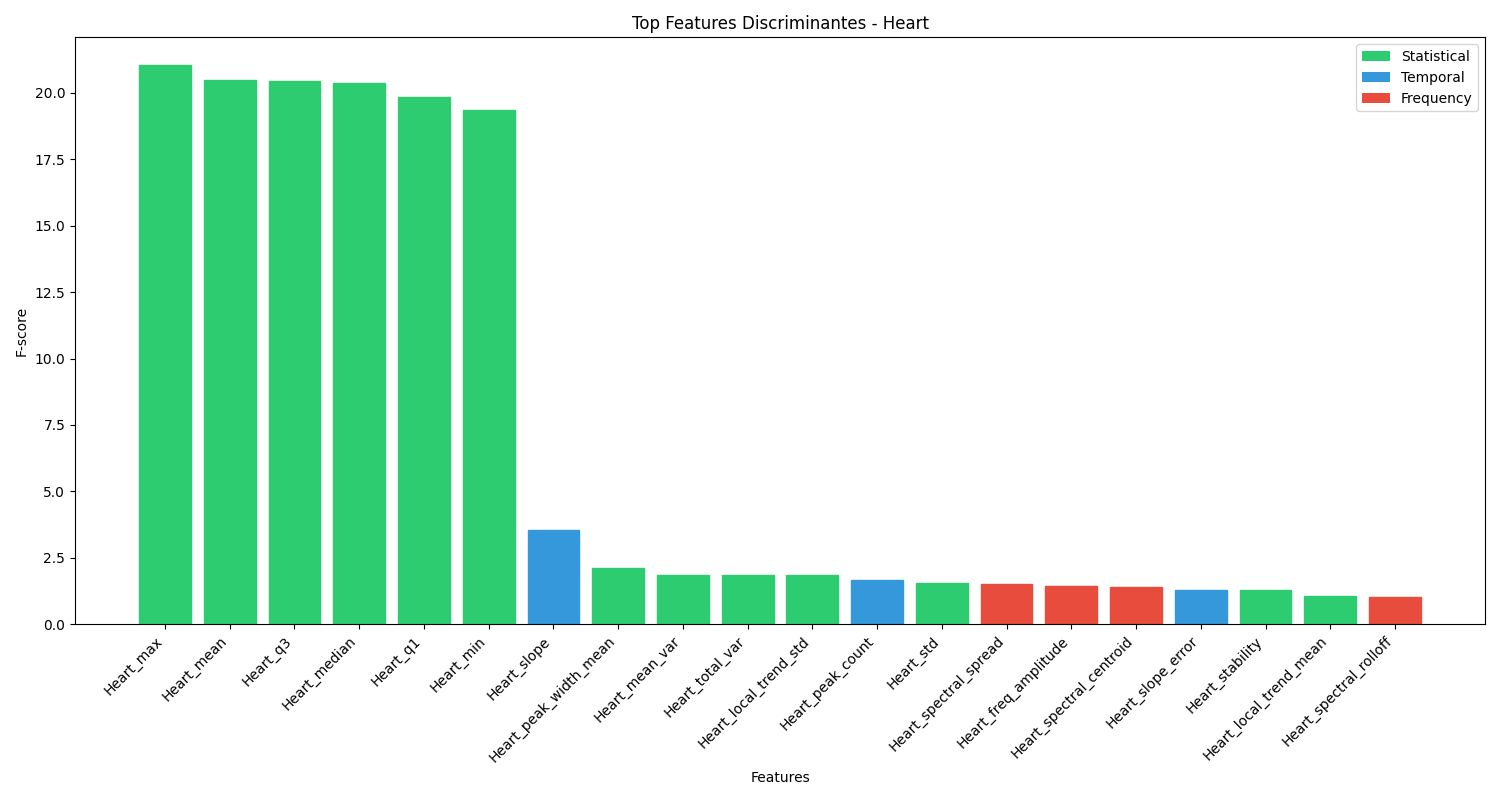 Top Features Discriminantes - Heart
Statistical
Temporal
Frequency
F-score
20.0
17.5
15.0
12.5
10.0
7.5
5.0
2.5
0.0
Heart_max
Heart_mean
Heart_q3
Heart_median
Heart_q1
Heart_min
Heart_slope
Heart_peak_width_mean
Heart_mean_var
Heart_total_var
Heart_local_trend_std
Heart_peak_count
Heart_std
Heart_spectral_spread
Heart_freq_amplitude
Heart_spectral_centroid
Heart_slope_error
Heart_stability
Heart_local_trend_mean
Heart_spectral_rolloff
Features